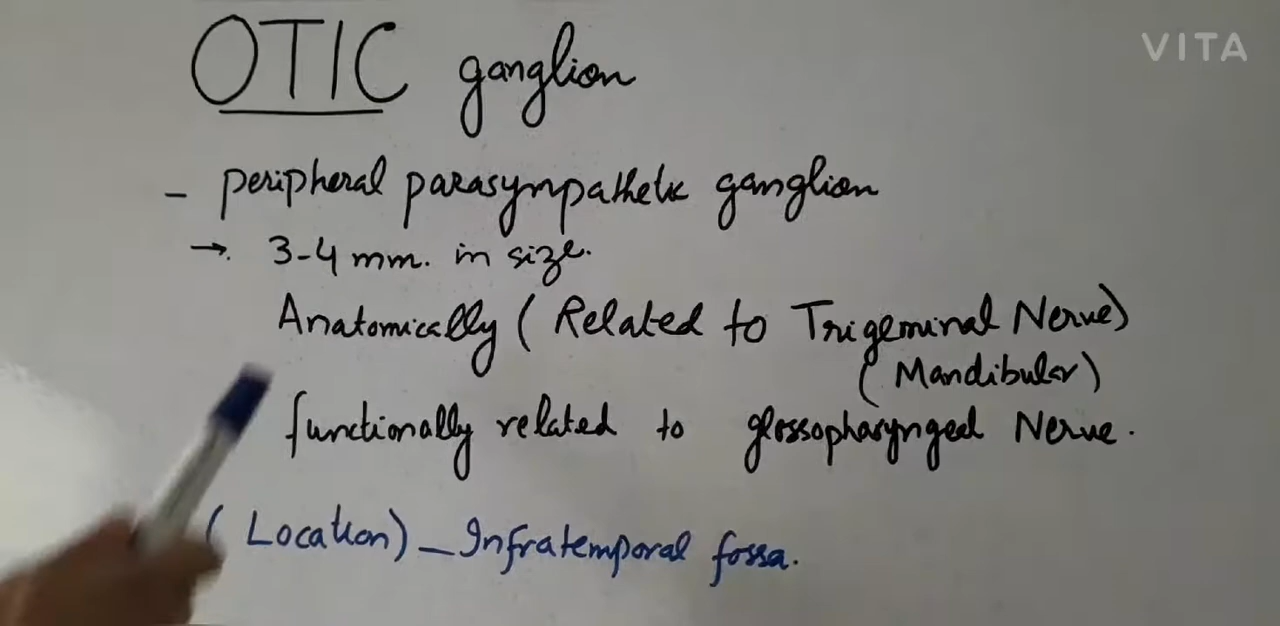 OTIC ganglion
VITA
- peripheral parasympathetic ganglion
→. 3-4 mm. in size.
Anatomically (Related to Trigeminal Nerve)
(Mandibular)
functionally related to glossopharyngeal Nerve.
(Location) - Infratemporal fossa.